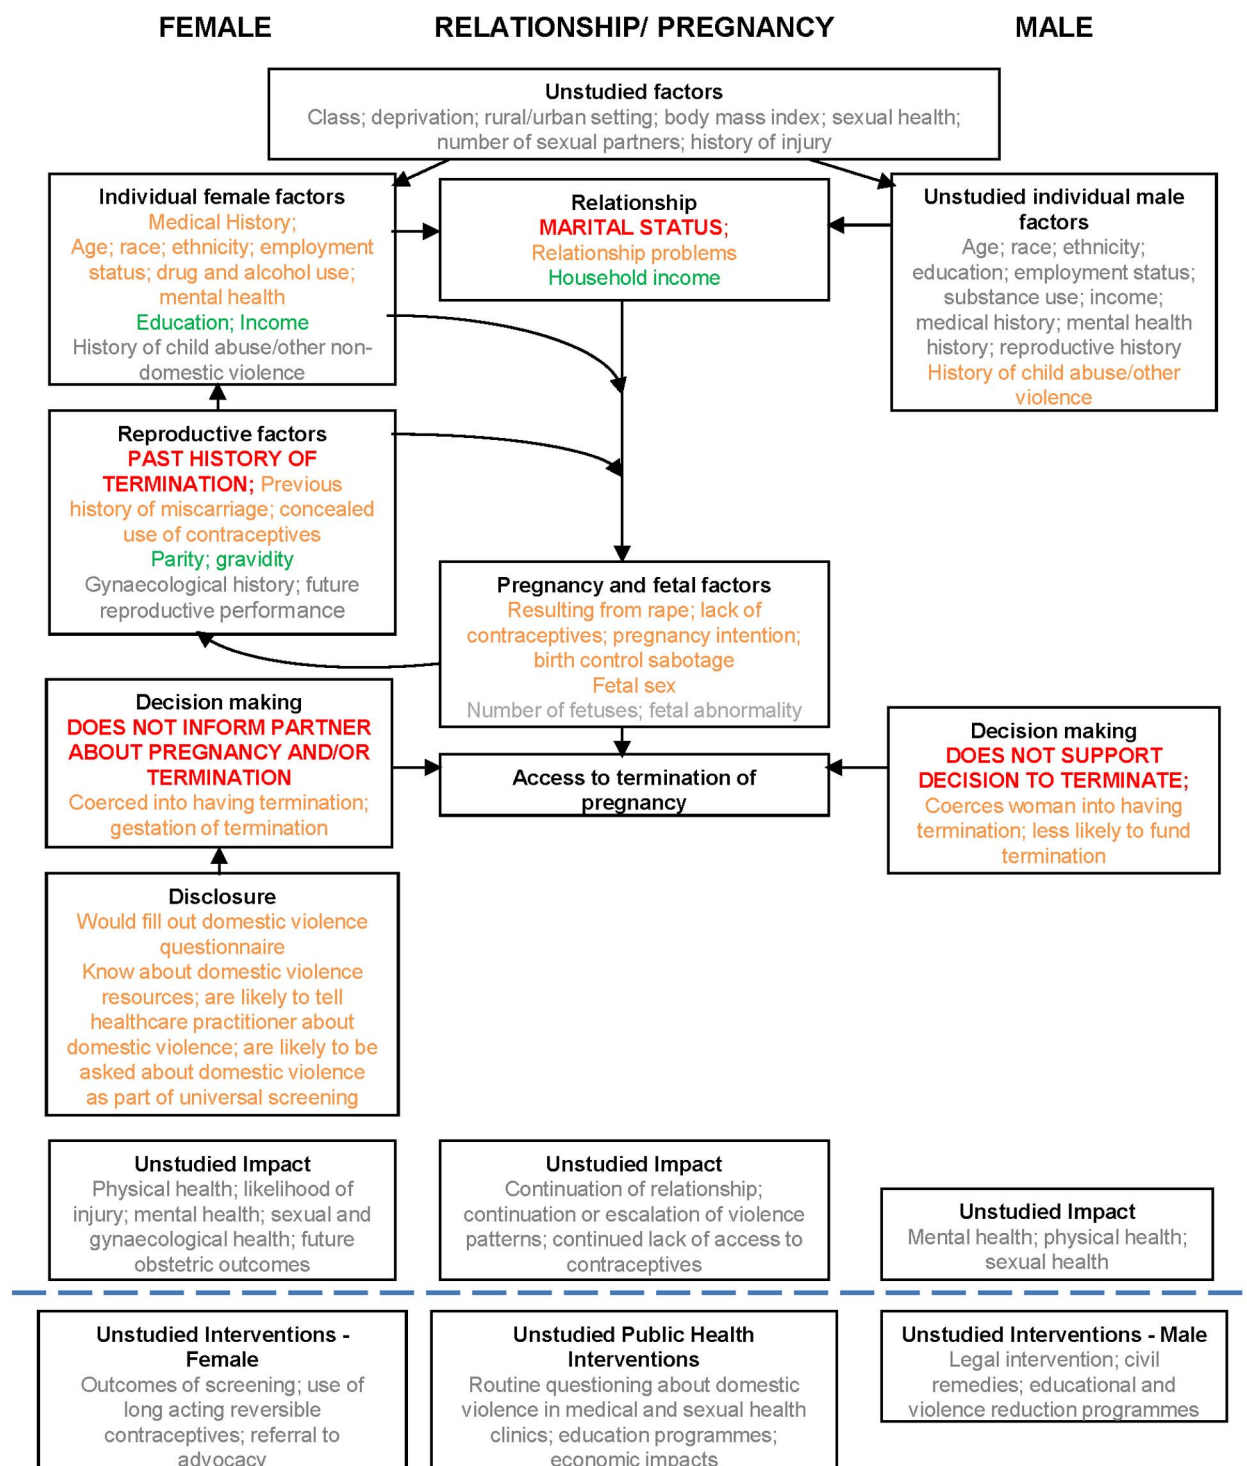 FEMALE
RELATIONSHIP/ PREGNANCY
MALE
Unstudied factors
Class; deprivation; rural/urban setting; body mass index; sexual health;
number of sexual partners; history of injury
Individual female factors
Medical History;
Age; race; ethnicity; employment
status; drug and alcohol use;
mental health
Education; Income
History of child abuse/other non-
domestic violence
Relationship
MARITAL STATUS;
Relationship problems
Household income
Unstudied individual male
factors
Age; race; ethnicity;
education; employment status;
substance use; income;
medical history; mental health
history; reproductive history
History of child abuse/other
violence
Reproductive factors
PAST HISTORY OF
TERMINATION; Previous
history of miscarriage; concealed
use of contraceptives
Parity; gravidity
Gynaecological history; future
reproductive performance
Pregnancy and fetal factors
Resulting from rape; lack of
contraceptives; pregnancy intention;
birth control sabotage
Fetal sex
Number of fetuses; fetal abnormality
Decision making
DOES NOT INFORM PARTNER
ABOUT PREGNANCY AND/OR
TERMINATION
Coerced into having termination;
gestation of termination
Access to termination of
pregnancy
Decision making
DOES NOT SUPPORT
DECISION TO TERMINATE;
Coerces woman into having
termination; less likely to fund
termination
Disclosure
Would fill out domestic violence
questionnaire
Know about domestic violence
resources; are likely to tell
healthcare practitioner about
domestic violence; are likely to be
asked about domestic violence
as part of universal screening
Unstudied Impact
Physical health; likelihood of
injury; mental health; sexual and
gynaecological health; future
obstetric outcomes
Unstudied Impact
Continuation of relationship;
continuation or escalation of violence
patterns; continued lack of access to
contraceptives
Unstudied Impact
Mental health; physical health;
sexual health
Unstudied Interventions -
Female
Outcomes of screening; use of
long acting reversible
contraceptives; referral to
advocacy
Unstudied Public Health
Interventions
Routine questioning about domestic
violence in medical and sexual health
clinics; education programmes;
economic impacts
Unstudied Interventions - Male
Legal intervention; civil
remedies; educational and
violence reduction programmes